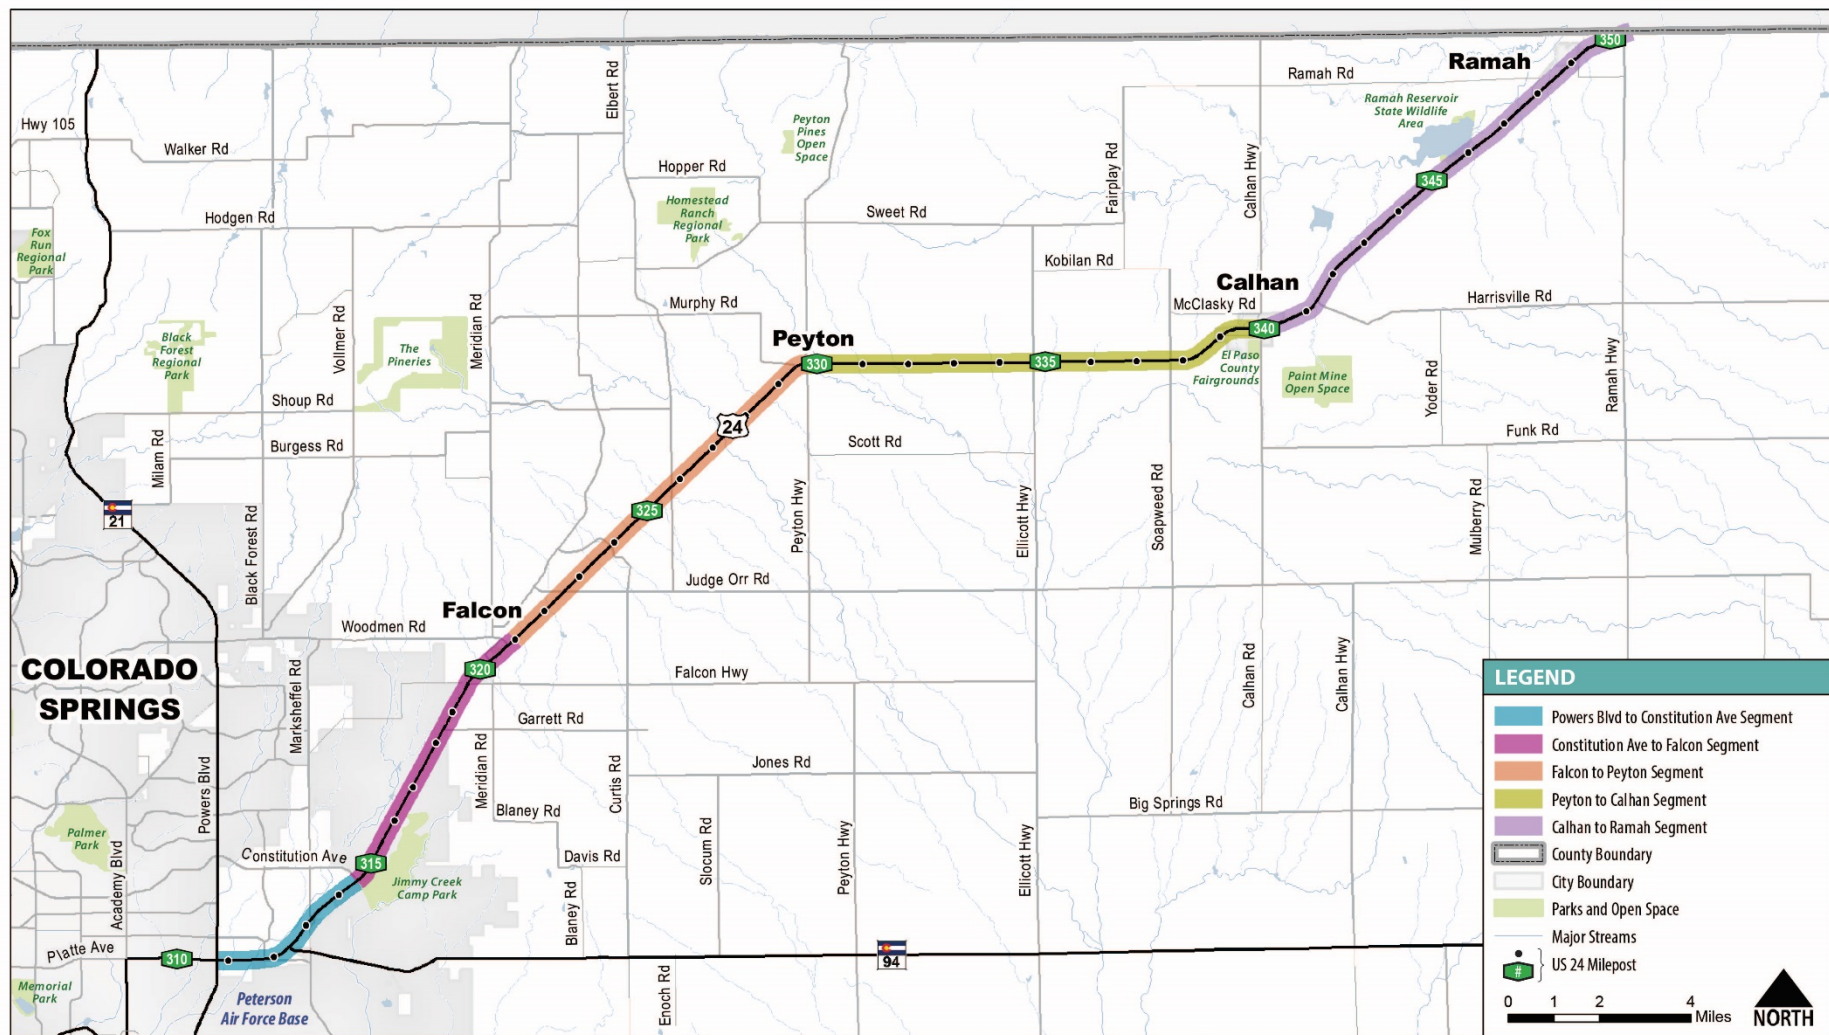 Ramah
350
Ramah Rd
Elbert Rd
Hwy 105
Walker Rd
Peyton
Pines
Open
Space
Ramah Reservoir
State Wildlife
Area
Hopper Rd
Fairplay Rd
Calhan Hwy
345
Homestead
Ranch
Regional
Park
Hodgen Rd
Sweet Rd
Fox
Run
Regional
Park
Kobilan Rd
Calhan
McClasky Rd
Harrisville Rd
Murphy Rd
Meridian Rd
Vollmer Rd
Black
Forest
Regional
Park
The
Pineries
Peyton
340
330
335
El Paso
County
Fairgrounds
Paint Mine
Open Space
Yoder Rd
Ramah Hwy
Shoup Rd
24
Milam Rd
Burgess Rd
Scott Rd
Funk Rd
21
325
Black Forest Rd
Peyton Hwy
Ellicott Hwy
Soapweed Rd
Mulberry Rd
Judge Orr Rd
Falcon
Woodmen Rd
COLORADO
SPRINGS
Marksheffel Rd
320
Falcon Hwy
Calhan Rd
Calhan Hwy
Garrett Rd
Powers Blvd
Meridian Rd
Curtis Rd
Jones Rd
Blaney Rd
Big Springs Rd
Palmer
Park
Academy Blvd
Constitution Ave
315
Davis Rd
Slocum Rd
Peyton Hwy
Ellicott Hwy
Jimmy Creek
Camp Park
Blaney Rd
Platte Ave
310
94
Memorial
Park
Peterson
Air Force Base
Enoch Rd
LEGEND
Powers Blvd to Constitution Ave Segment
Constitution Ave to Falcon Segment
Falcon to Peyton Segment
Peyton to Calhan Segment
Calhan to Ramah Segment
County Boundary
City Boundary
Parks and Open Space
Major Streams
# US 24 Milepost
0 1 2 4 Miles
NORTH